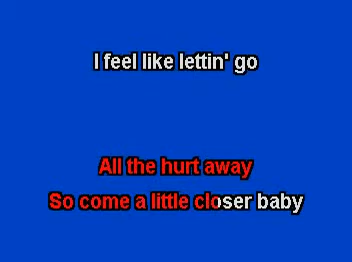 I feel like lettin' go
All the hurt away
So come a little closer baby